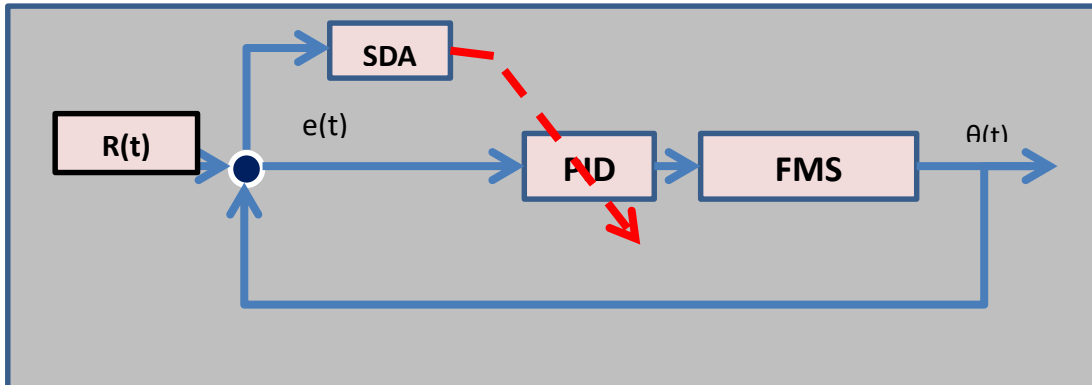 SDA
e(t)
R(t)
PID
FMS
θ(t)